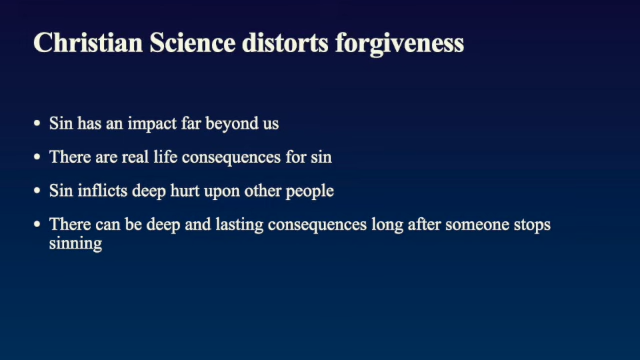 Christian Science distorts forgiveness
• Sin has an impact far beyond us
• There are real life consequences for sin
• Sin inflicts deep hurt upon other people
• There can be deep and lasting consequences long after someone stops
sinning